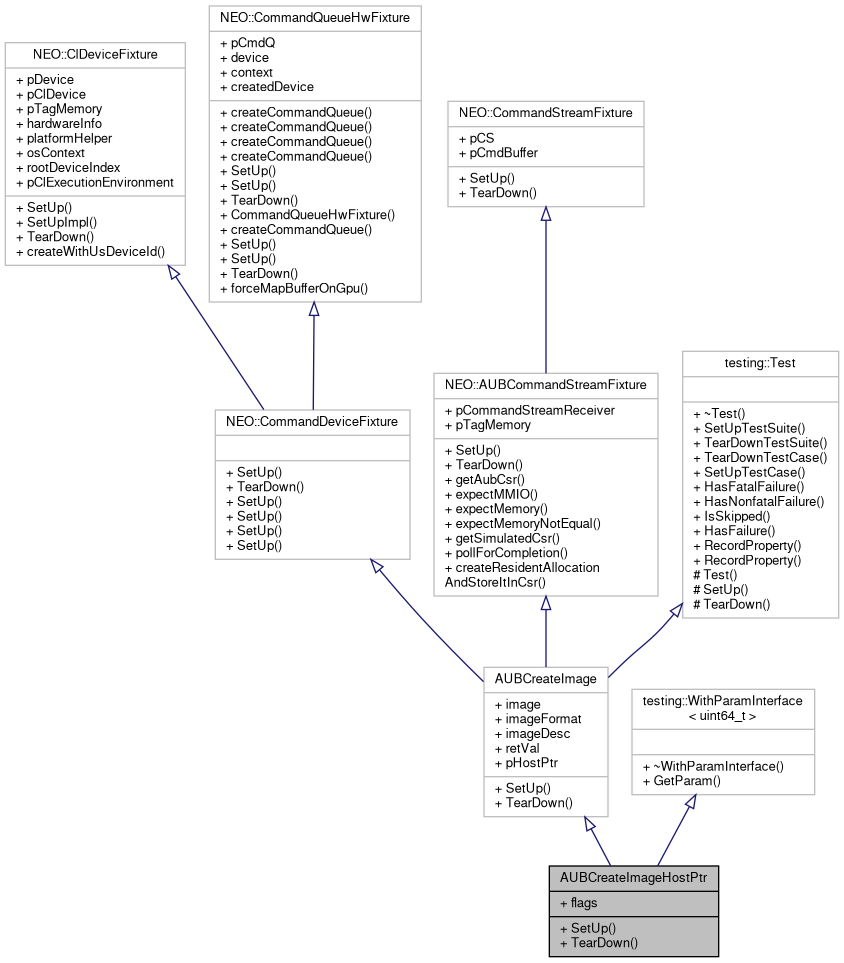 NEO::ClDeviceFixture
+ pDevice
+ pClDevice
+ pTagMemory
+ hardwareInfo
+ platformHelper
+ osContext
+ rootDeviceIndex
+ pClExecutionEnvironment
+ SetUp()
+ SetUpImpl()
+ TearDown()
+ createWithUsDeviceId()
NEO::CommandQueueHwFixture
+ pCmdQ
+ device
+ context
+ createdDevice
+ createCommandQueue()
+ createCommandQueue()
+ createCommandQueue()
+ createCommandQueue()
+ SetUp()
+ SetUp()
+ TearDown()
+ CommandQueueHwFixture()
+ createCommandQueue()
+ SetUp()
+ SetUp()
+ TearDown()
+ forceMapBufferOnGpu()
NEO::CommandStreamFixture
+ pCS
+ pCmdBuffer
+ SetUp()
+ TearDown()
NEO::CommandDeviceFixture
+ SetUp()
+ TearDown()
+ SetUp()
+ SetUp()
+ SetUp()
+ SetUp()
NEO::AUBCommandStreamFixture
+ pCommandStreamReceiver
+ pTagMemory
+ SetUp()
+ TearDown()
+ getAubCsr()
+ expectMMIO()
+ expectMemory()
+ expectMemoryNotEqual()
+ getSimulatedCsr()
+ pollForCompletion()
+ createResidentAllocation
AndStoreItInCsr()
testing::Test
+ ~Test()
+ SetUpTestSuite()
+ TearDownTestSuite()
+ TearDownTestCase()
+ SetUpTestCase()
+ HasFatalFailure()
+ HasNonfatalFailure()
+ IsSkipped()
+ HasFailure()
+ RecordProperty()
+ RecordProperty()
# Test()
# SetUp()
# TearDown()
AUBCreateImage
+ image
+ imageFormat
+ imageDesc
+ retVal
+ pHostPtr
+ SetUp()
+ TearDown()
testing::WithParamInterface
< uint64_t >
+ ~WithParamInterface()
+ GetParam()
AUBCreateImageHostPtr
+ flags
+ SetUp()
+ TearDown()